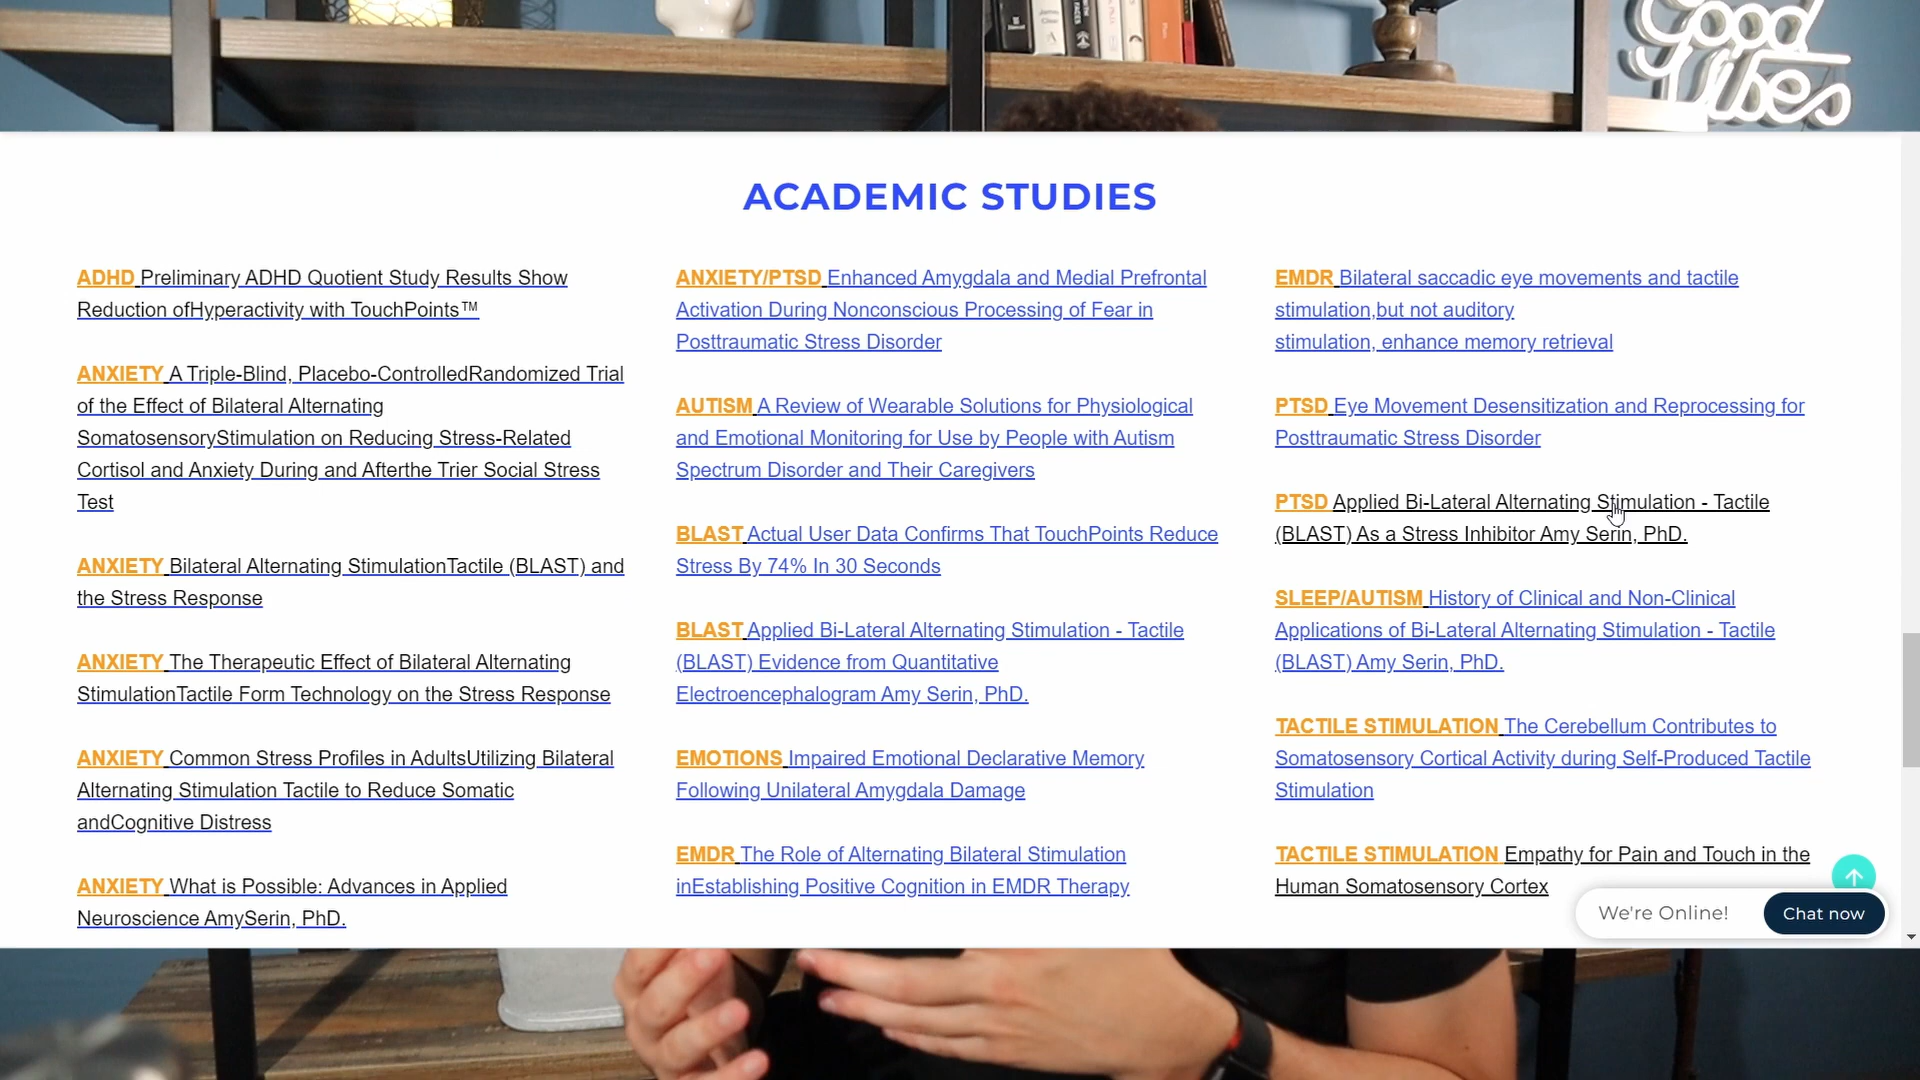 Good
Vibes
ACADEMIC STUDIES
ADHD Preliminary ADHD Quotient Study Results Show
Reduction ofHyperactivity with TouchPoints™
ANXIETY A Triple-Blind, Placebo-ControlledRandomized Trial
of the Effect of Bilateral Alternating
SomatosensoryStimulation on Reducing Stress-Related
Cortisol and Anxiety During and Afterthe Trier Social Stress
Test
ANXIETY Bilateral Alternating StimulationTactile (BLAST) and
the Stress Response
ANXIETY The Therapeutic Effect of Bilateral Alternating
StimulationTactile Form Technology on the Stress Response
ANXIETY Common Stress Profiles in AdultsUtilizing Bilateral
Alternating Stimulation Tactile to Reduce Somatic
andCognitive Distress
ANXIETY What is Possible: Advances in Applied
Neuroscience AmySerin, PhD.
ANXIETY/PTSD Enhanced Amygdala and Medial Prefrontal
Activation During Nonconscious Processing of Fear in
Posttraumatic Stress Disorder
AUTISM A Review of Wearable Solutions for Physiological
and Emotional Monitoring for Use by People with Autism
Spectrum Disorder and Their Caregivers
BLAST Actual User Data Confirms That TouchPoints Reduce
Stress By 74% In 30 Seconds
BLAST Applied Bi-Lateral Alternating Stimulation - Tactile
(BLAST) Evidence from Quantitative
Electroencephalogram Amy Serin, PhD.
EMOTIONS Impaired Emotional Declarative Memory
Following Unilateral Amygdala Damage
EMDR The Role of Alternating Bilateral Stimulation
inEstablishing Positive Cognition in EMDR Therapy
EMDR Bilateral saccadic eye movements and tactile
stimulation,but not auditory
stimulation, enhance memory retrieval
PTSD Eye Movement Desensitization and Reprocessing for
Posttraumatic Stress Disorder
PTSD Applied Bi-Lateral Alternating Stimulation - Tactile
(BLAST) As a Stress Inhibitor Amy Serin, PhD.
SLEEP/AUTISM History of Clinical and Non-Clinical
Applications of Bi-Lateral Alternating Stimulation - Tactile
(BLAST) Amy Serin, PhD.
TACTILE STIMULATION The Cerebellum Contributes to
Somatosensory Cortical Activity during Self-Produced Tactile
Stimulation
TACTILE STIMULATION Empathy for Pain and Touch in the
Human Somatosensory Cortex
We're Online!
Chat now